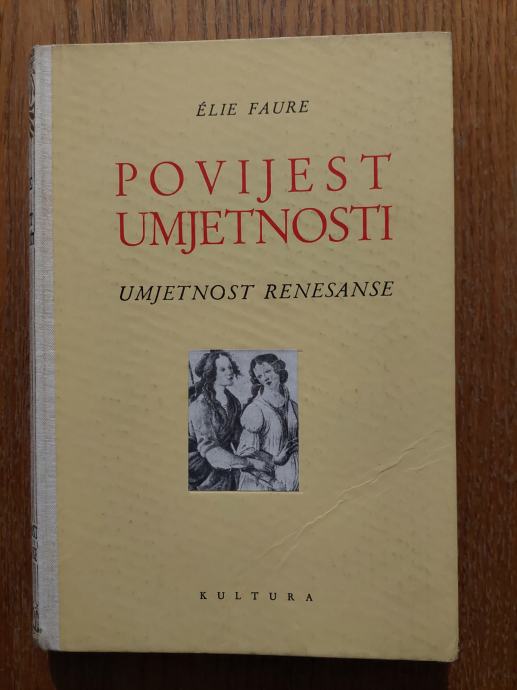 ÉLIE FAURE
POVIJEST
UMJETNOSTI
UMJETNOST RENESANSE
KULTURA